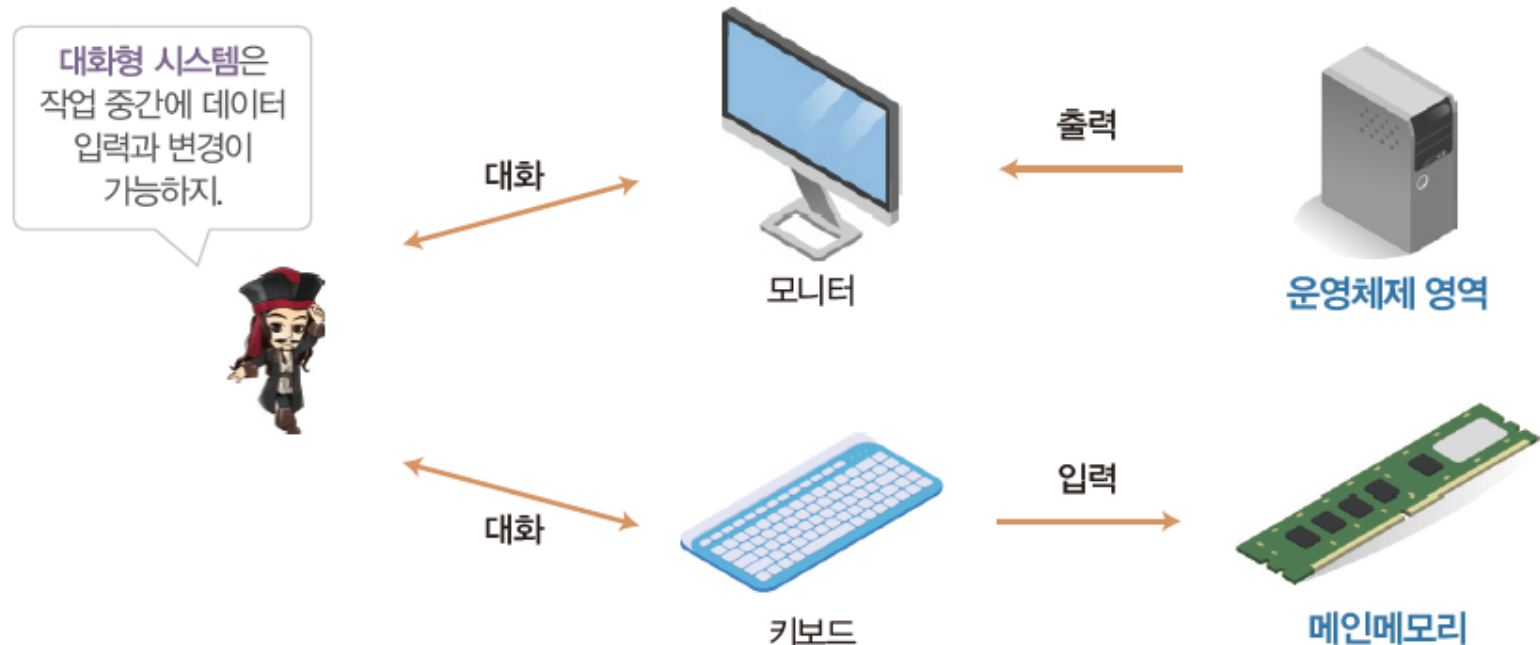 대화형 시스템은
작업 중간에 데이터
입력과 변경이
가능하지.
대화
출력
모니터
운영체제 영역
대화
입력
키보드
메인메모리